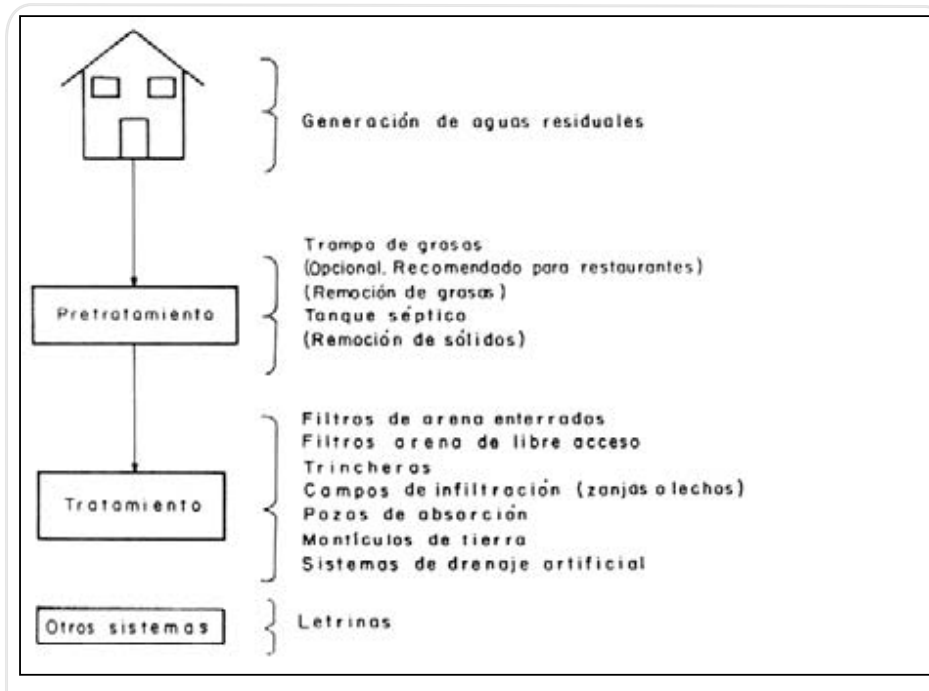 Generación de aguas residuales
Trampa de grasas
(Opcional. Recomendado para restaurantes)
(Remoción de grasas)
Pretratamiento
Tanque séptico
(Remoción de sólidos)
Filtros de arena enterrados
Filtros arena de libre acceso
Trincheras
Campos de infiltración (zanjas o lechos)
Tratamiento
Pozos de absorción
Montículos de tierra
Sistemas de drenaje artificial
Otros sistemas
Letrinas